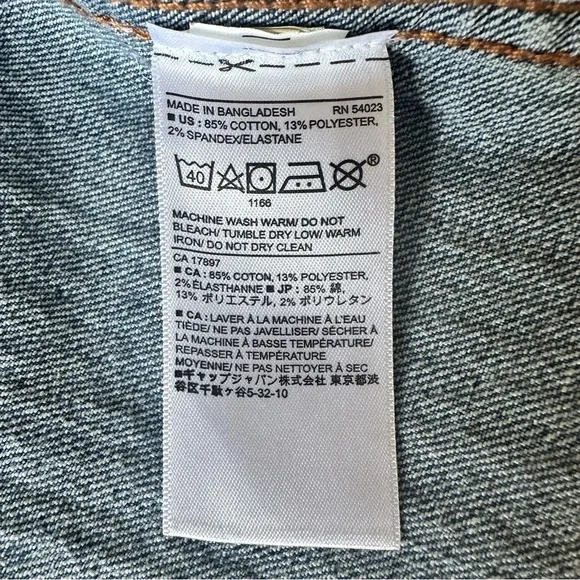 MADE IN BANGLADESH RN 54023
■ US : 85% COTTON, 13% POLYESTER,
2% SPANDEX/ELASTANE
40 ®
1166
MACHINE WASH WARM/ DO NOT
BLEACH/ TUMBLE DRY LOW/ WARM
IRON/ DO NOT DRY CLEAN
CA 17897
■ CA : 85% COTON, 13% POLYESTER,
2% ÉLASTHANNE ■ JP : 85% 綿,
13% ポリエステル, 2% ポリウレタン
■ CA : LAVER À LA MACHINE À L'EAU
TIÈDE/ NE PAS JAVELLISER/ SÉCHER À
LA MACHINE À BASSE TEMPÉRATURE/
REPASSER À TEMPÉRATURE
MOYENNE/ NE PAS NETTOYER À SEC
■ギャップジャパン株式会社 東京都渋
谷区千駄ヶ谷5-32-10